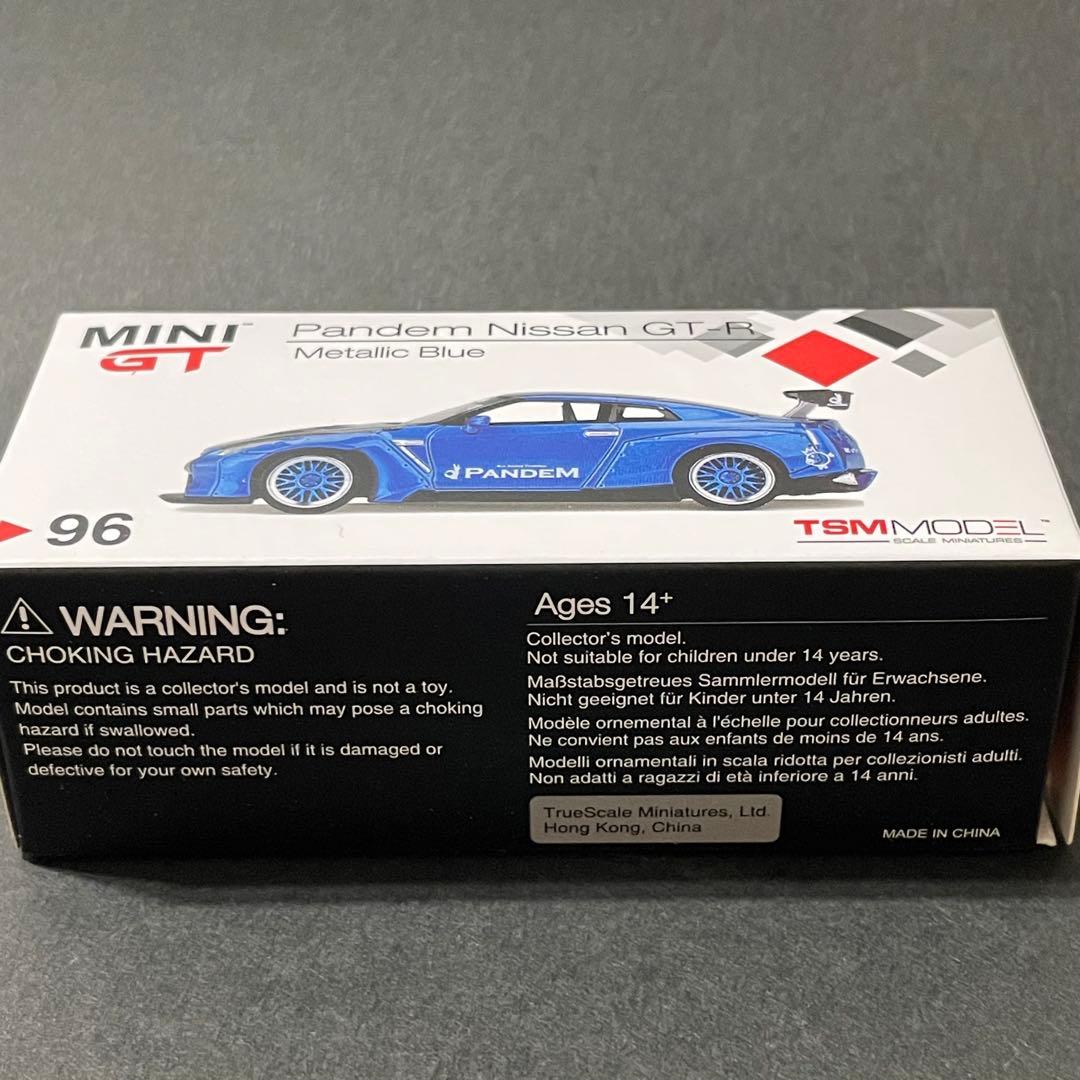 MINI GT™
Pandem Nissan GT-R
Metallic Blue
PANDEM
96
TSM MODEL™
SCALE MINIATURES
WARNING:
CHOKING HAZARD
This product is a collector's model and is not a toy.
Model contains small parts which may pose a choking
hazard if swallowed.
Please do not touch the model if it is damaged or
defective for your own safety.
Ages 14+
Collector's model.
Not suitable for children under 14 years.
Maßstabsgetreues Sammlermodell für Erwachsene.
Nicht geeignet für Kinder unter 14 Jahren.
Modèle ornemental à l'échelle pour collectionneurs adultes.
Ne convient pas aux enfants de moins de 14 ans.
Modelli ornamentali in scala ridotta per collezionisti adulti.
Non adatti a ragazzi di età inferiore a 14 anni.
TrueScale Miniatures, Ltd.
Hong Kong, China
MADE IN CHINA